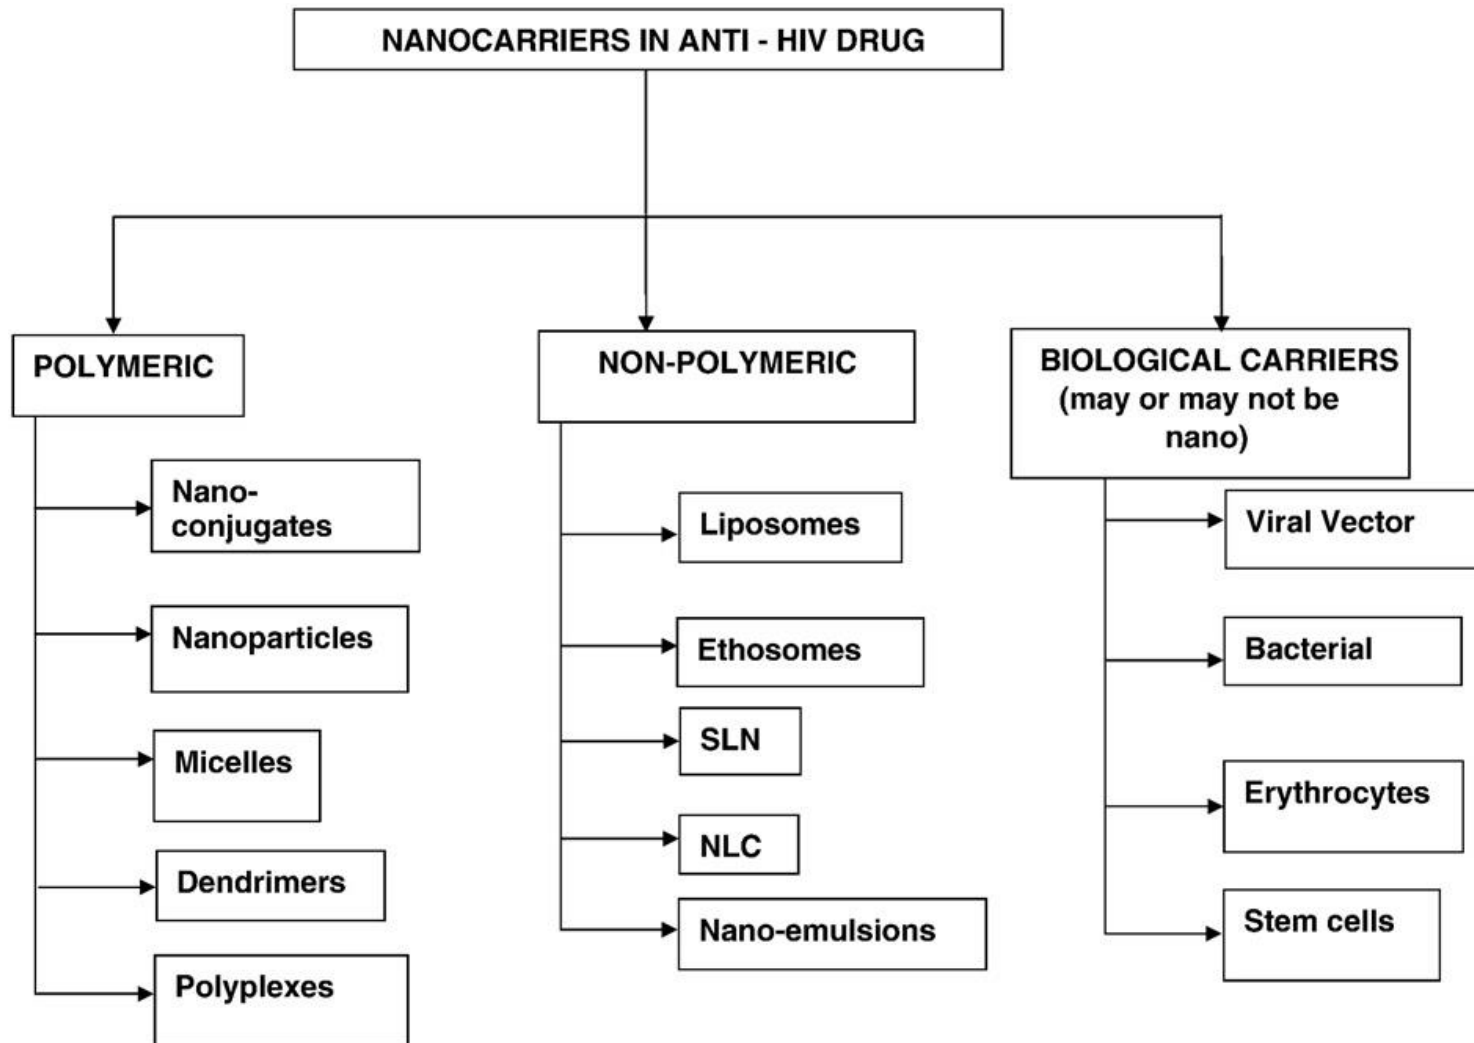 NANOCARRIERS IN ANTI - HIV DRUG
POLYMERIC
Nano-
conjugates
Nanoparticles
Micelles
Dendrimers
Polyplexes
NON-POLYMERIC
Liposomes
Ethosomes
SLN
NLC
Nano-emulsions
BIOLOGICAL CARRIERS
(may or may not be
nano)
Viral Vector
Bacterial
Erythrocytes
Stem cells